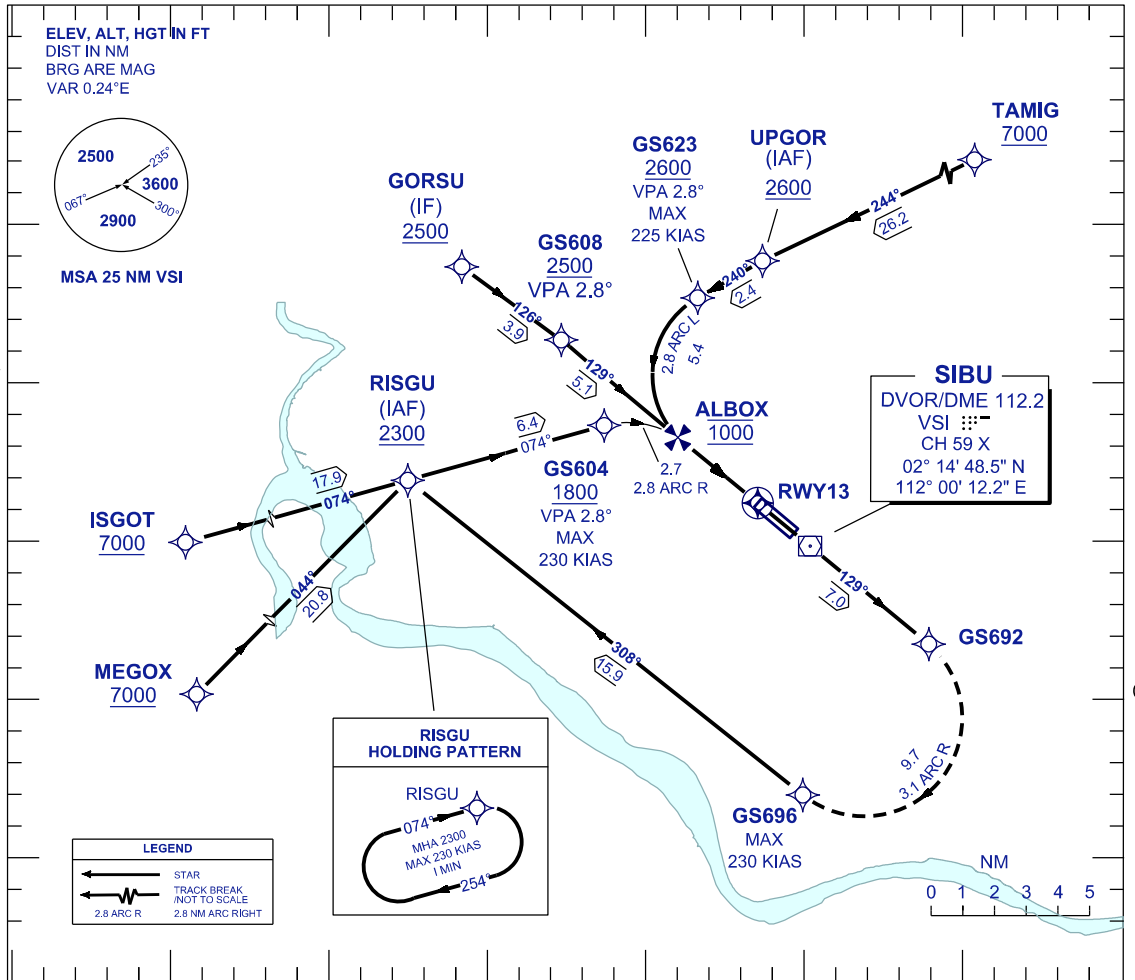 ELEV, ALT, HGT IN FT
DIST IN NM
BRG ARE MAG
VAR 0.24°E
2500
235°
3600
067°
300°
2900
MSA 25 NM VSI
TAMIG
7000
244°
26.2
UPGOR
(IAF)
2600
240°
2.4
GS623
2600
VPA 2.8°
MAX
225 KIAS
2.8 ARC L
5.4
GORSU
(IF)
2500
126°
3.9
GS608
2500
VPA 2.8°
129°
5.1
RISGU
(IAF)
2300
6.4
074°
ALBOX
1000
2.7
2.8 ARC R
GS604
1800
VPA 2.8°
MAX
230 KIAS
SIBU
DVOR/DME 112.2
VSI
CH 59 X
02° 14' 48.5" N
112° 00' 12.2" E
RWY13
17.9
074°
ISGOT
7000
044°
20.8
MEGOX
7000
129°
7.0
GS692
308°
15.9
9.7
3.1 ARC R
GS696
MAX
230 KIAS
RISGU
HOLDING PATTERN
RISGU
074°
MHA 2300
MAX 230 KIAS
1 MIN
254°
LEGEND
STAR
TRACK BREAK
/NOT TO SCALE
2.8 ARC R
2.8 NM ARC RIGHT
NM
0 1 2 3 4 5